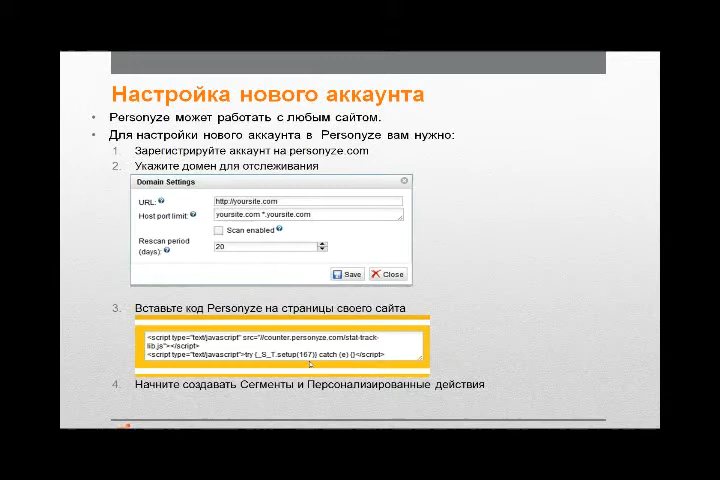 Настройка нового аккаунта
• Personyze может работать с любым сайтом.
• Для настройки нового аккаунта в Personyze вам нужно:
1. Зарегистрируйте аккаунт на personyze.com
2. Укажите домен для отслеживания
Domain Settings
URL: http://yoursite.com
Host port limit: yoursite.com *.yoursite.com
Scan enabled
Rescan period
(days): 20
Save Close
3. Вставьте код Personyze на страницы своего сайта
<script type="text/javascript" src="//counter.personyze.com/stat-track-
lib.js"></script>
<script type="text/javascript">try {_S_T.setup(167)} catch (e) {}</script>
4. Начните создавать Сегменты и Персонализированные действия